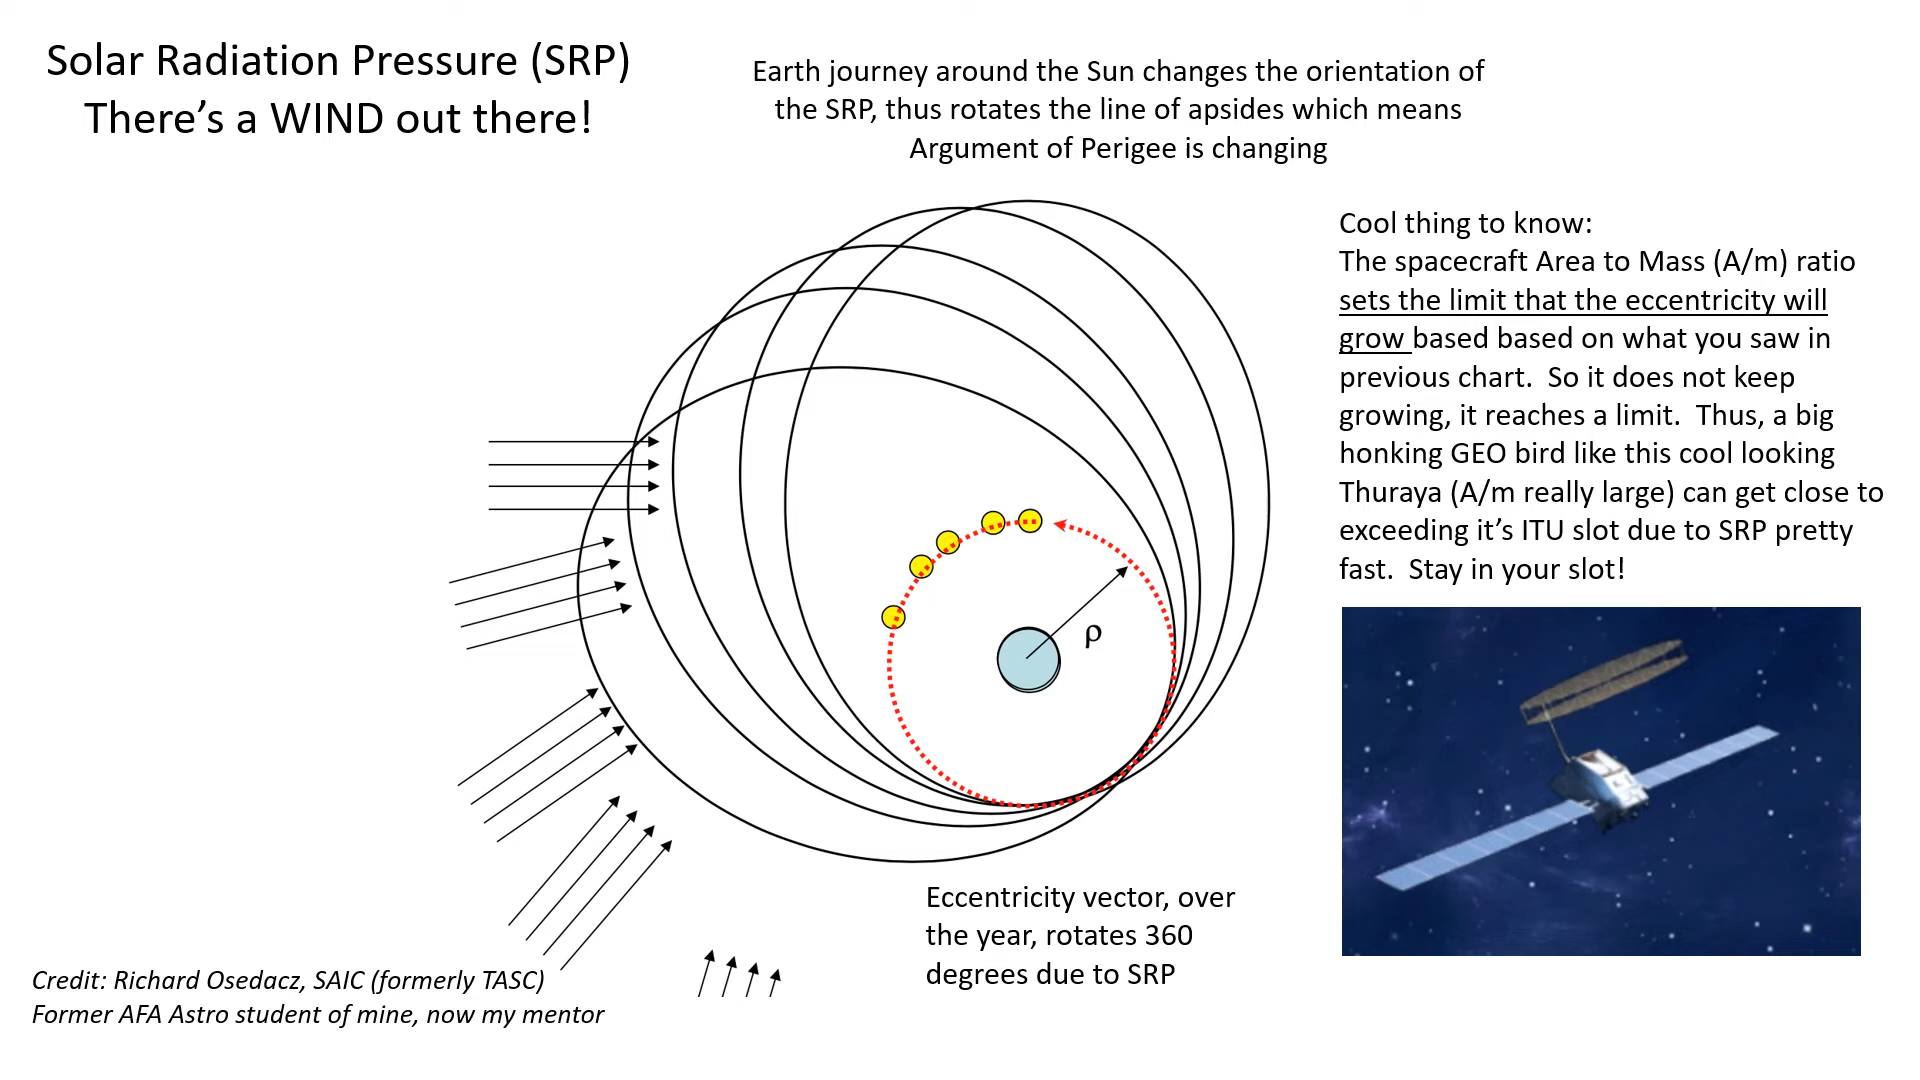 Solar Radiation Pressure (SRP)
There's a WIND out there!
Earth journey around the Sun changes the orientation of
the SRP, thus rotates the line of apsides which means
Argument of Perigee is changing
Cool thing to know:
The spacecraft Area to Mass (A/m) ratio
sets the limit that the eccentricity will
grow based based on what you saw in
previous chart.  So it does not keep
growing, it reaches a limit.  Thus, a big
honking GEO bird like this cool looking
Thuraya (A/m really large) can get close to
exceeding it's ITU slot due to SRP pretty
fast.  Stay in your slot!
ρ
Eccentricity vector, over
the year, rotates 360
degrees due to SRP
Credit: Richard Osedacz, SAIC (formerly TASC)
Former AFA Astro student of mine, now my mentor